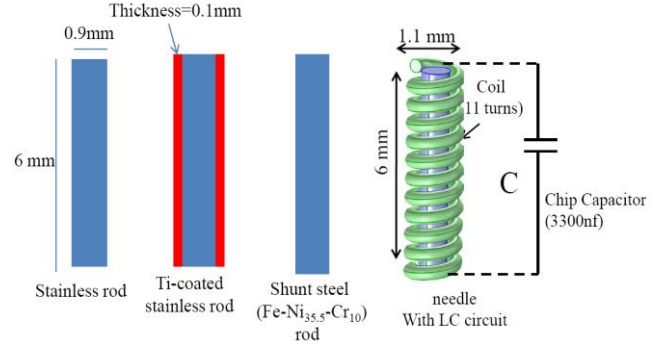 Thickness=0.1mm
0.9mm
6 mm
Stainless rod
Ti-coated
stainless rod
Shunt steel
(Fe-Ni35.5-Cr10)
rod
1.1 mm
6 mm
Coil
11 turns)
C
Chip Capacitor
(3300nf)
needle
With LC circuit